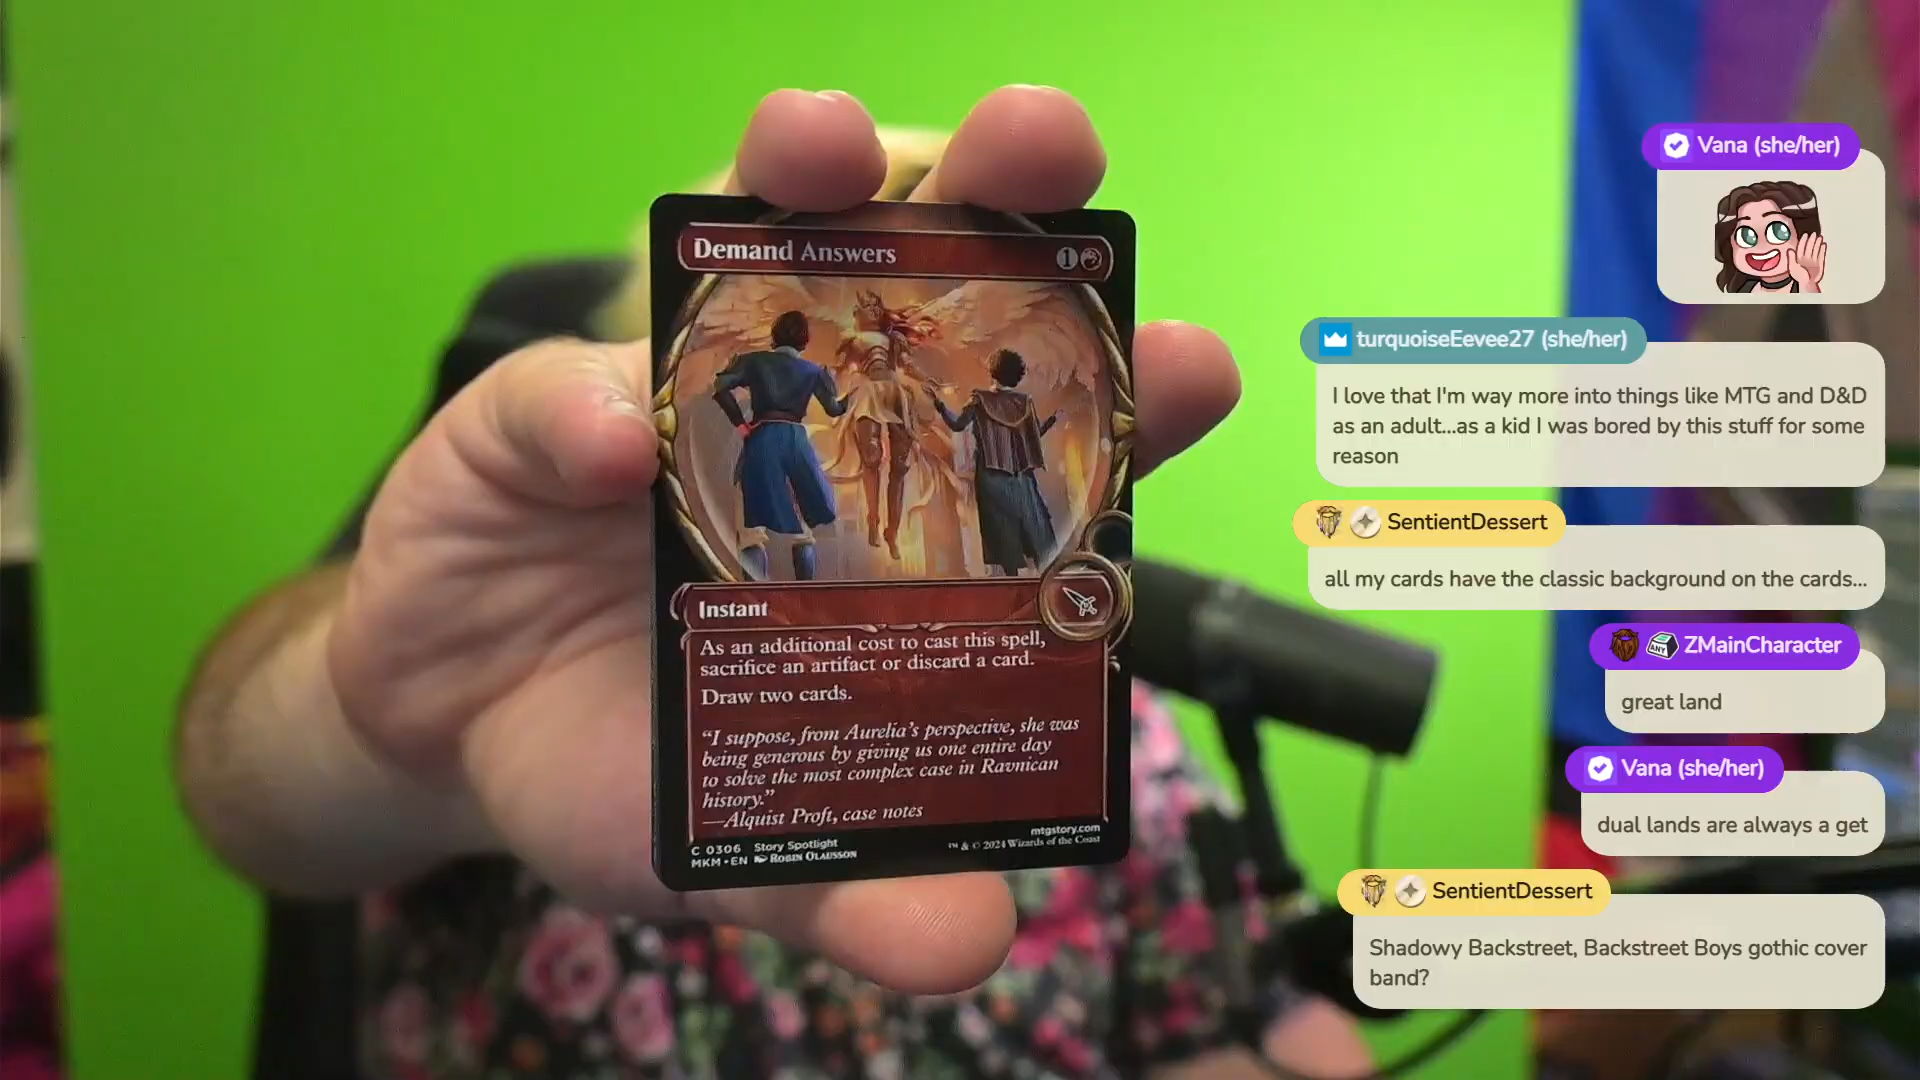 Demand Answers
1
Instant
As an additional cost to cast this spell,
sacrifice an artifact or discard a card.
Draw two cards.
“I suppose, from Aurelia’s perspective, she was
being generous by giving us one entire day
to solve the most complex case in Ravnican
history.”
—Alquist Proft, case notes
mtgstory.com
C 0306 Story Spotlight
MKM • EN Robin Olausson
™ & © 2024 Wizards of the Coast
Vana (she/her)
turquoiseEevee27 (she/her)
I love that I'm way more into things like MTG and D&D
as an adult...as a kid I was bored by this stuff for some
reason
SentientDessert
all my cards have the classic background on the cards...
ANY
ZMainCharacter
great land
Vana (she/her)
dual lands are always a get
SentientDessert
Shadowy Backstreet, Backstreet Boys gothic cover
band?